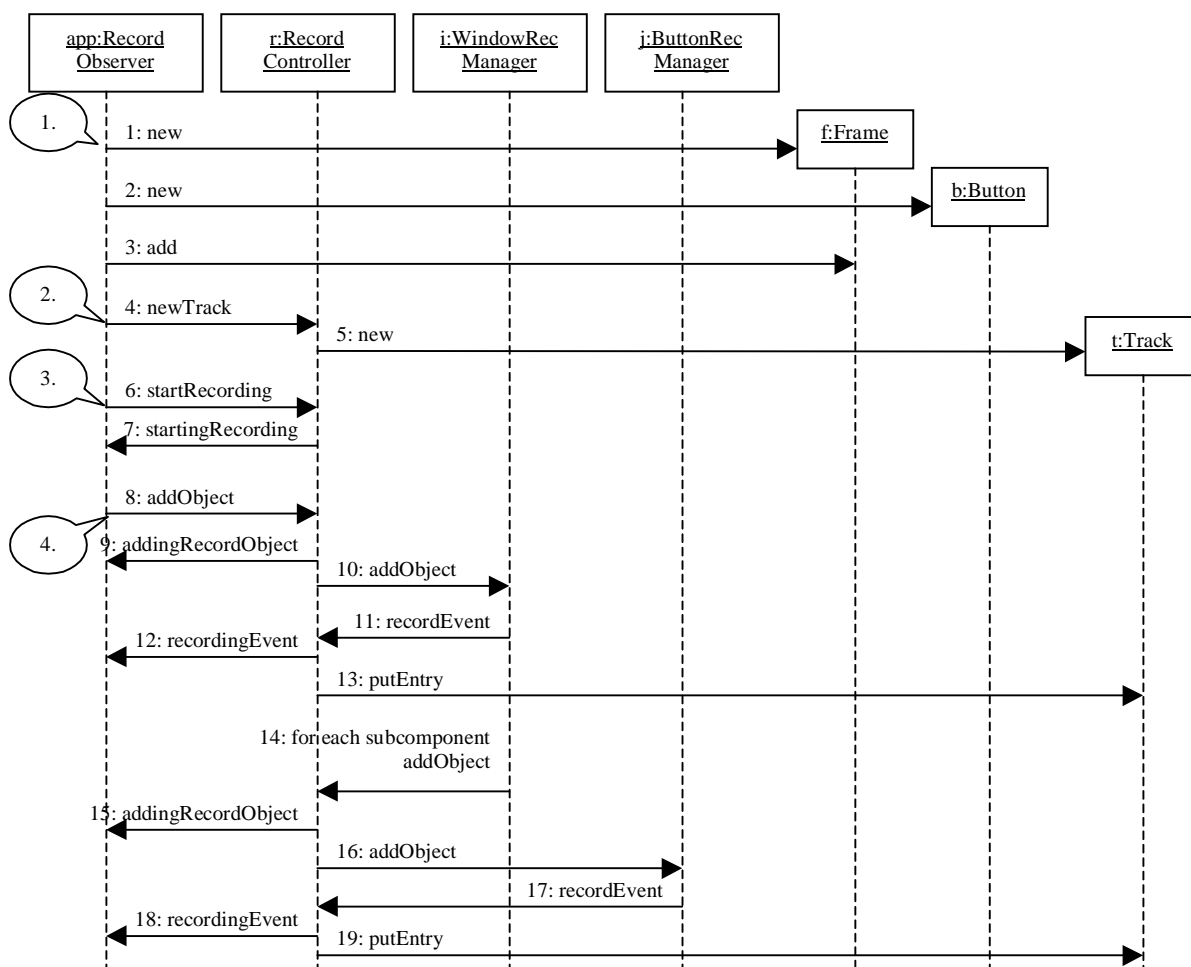 app:Record
Observer
r:Record
Controller
i:WindowRec
Manager
j:ButtonRec
Manager
1.
1: new
f:Frame
2: new
b:Button
3: add
2.
4: newTrack
5: new
t:Track
3.
6: startRecording
7: startingRecording
8: addObject
4.
9: addingRecordObject
10: addObject
11: recordEvent
12: recordingEvent
13: putEntry
14: for each subcomponent
addObject
15: addingRecordObject
16: addObject
17: recordEvent
18: recordingEvent
19: putEntry